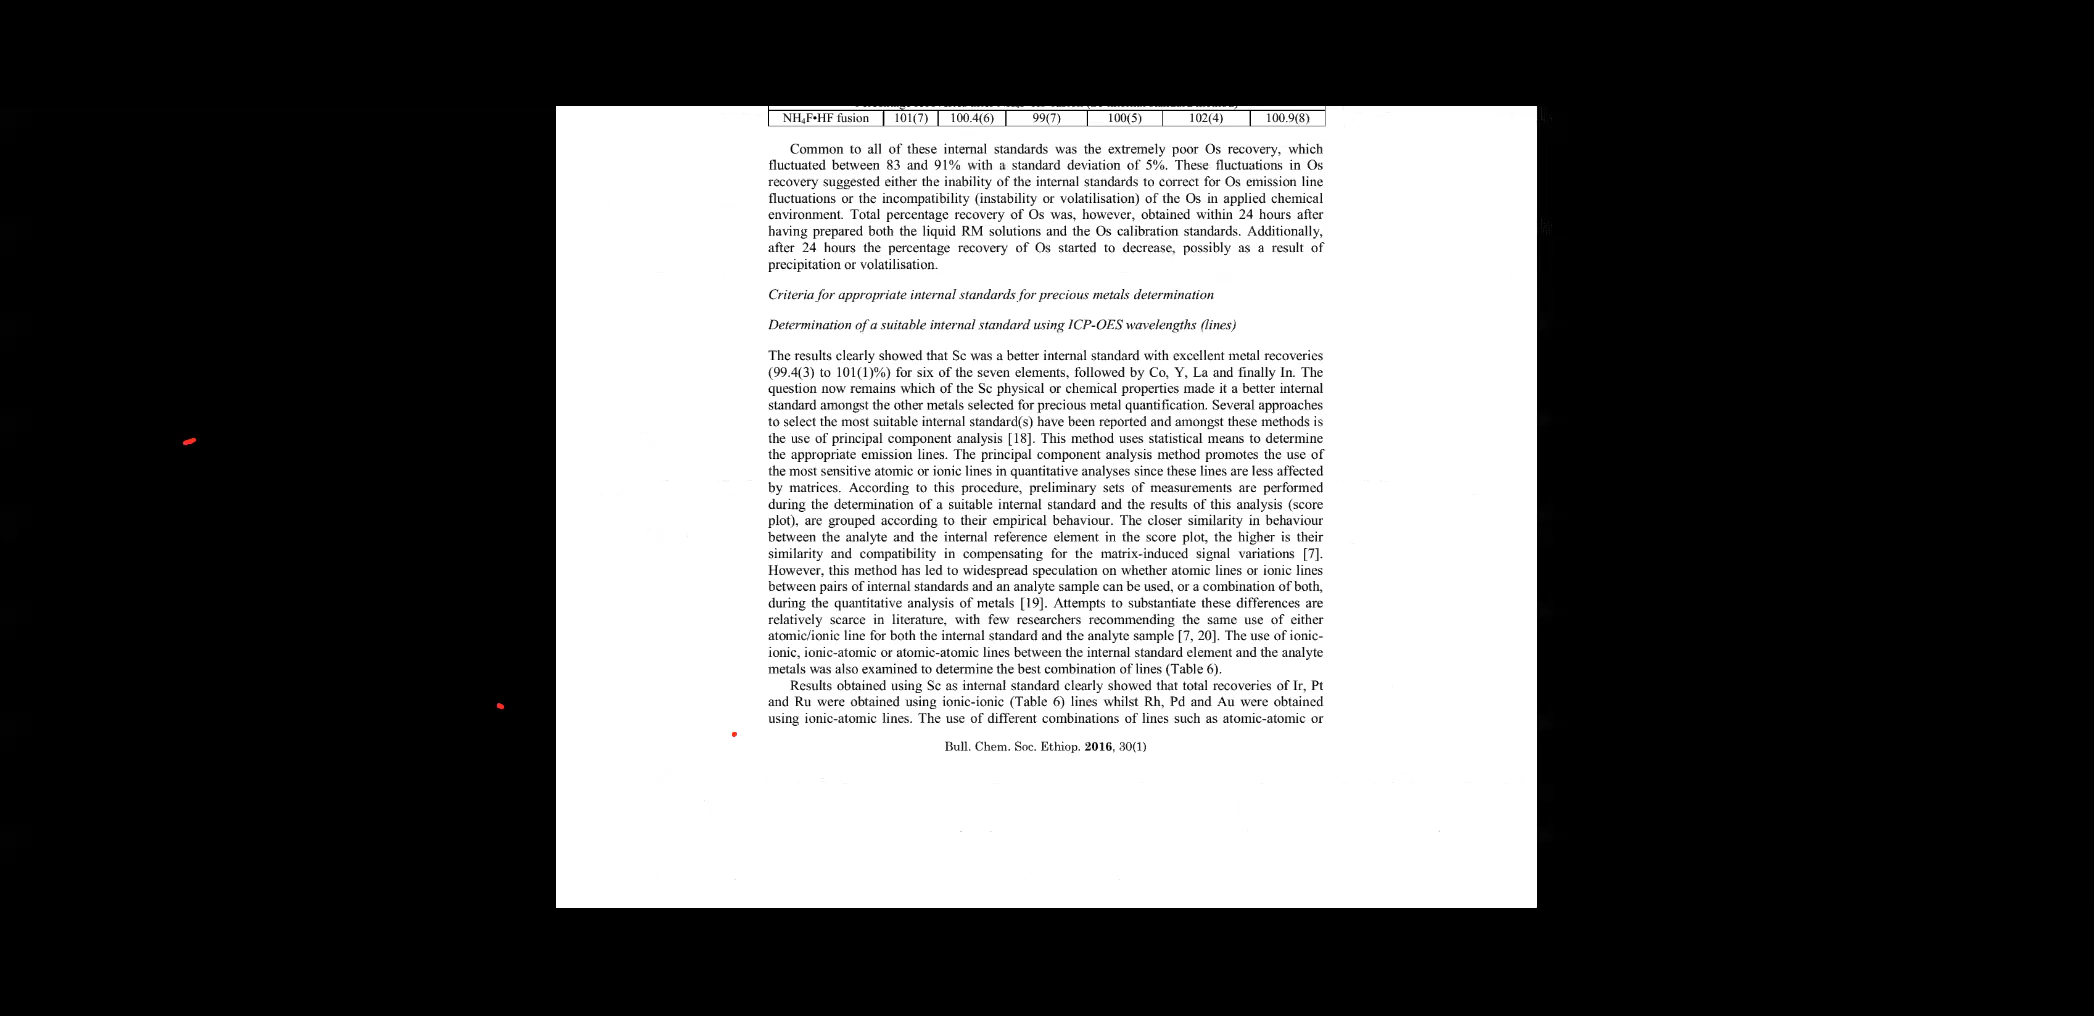 NH₄F•HF fusion 101(7) 100.4(6) 99(7) 100(5) 102(4) 100.9(8)
Common to all of these internal standards was the extremely poor Os recovery, which
fluctuated between 83 and 91% with a standard deviation of 5%. These fluctuations in Os
recovery suggested either the inability of the internal standards to correct for Os emission line
fluctuations or the incompatibility (instability or volatilisation) of the Os in applied chemical
environment. Total percentage recovery of Os was, however, obtained within 24 hours after
having prepared both the liquid RM solutions and the Os calibration standards. Additionally,
after 24 hours the percentage recovery of Os started to decrease, possibly as a result of
precipitation or volatilisation.
Criteria for appropriate internal standards for precious metals determination
Determination of a suitable internal standard using ICP-OES wavelengths (lines)
The results clearly showed that Sc was a better internal standard with excellent metal recoveries
(99.4(3) to 101(1)%) for six of the seven elements, followed by Co, Y, La and finally In. The
question now remains which of the Sc physical or chemical properties made it a better internal
standard amongst the other metals selected for precious metal quantification. Several approaches
to select the most suitable internal standard(s) have been reported and amongst these methods is
the use of principal component analysis [18]. This method uses statistical means to determine
the appropriate emission lines. The principal component analysis method promotes the use of
the most sensitive atomic or ionic lines in quantitative analyses since these lines are less affected
by matrices. According to this procedure, preliminary sets of measurements are performed
during the determination of a suitable internal standard and the results of this analysis (score
plot), are grouped according to their empirical behaviour. The closer similarity in behaviour
between the analyte and the internal reference element in the score plot, the higher is their
similarity and compatibility in compensating for the matrix-induced signal variations [7].
However, this method has led to widespread speculation on whether atomic lines or ionic lines
between pairs of internal standards and an analyte sample can be used, or a combination of both,
during the quantitative analysis of metals [19]. Attempts to substantiate these differences are
relatively scarce in literature, with few researchers recommending the same use of either
atomic/ionic line for both the internal standard and the analyte sample [7, 20]. The use of ionic-
ionic, ionic-atomic or atomic-atomic lines between the internal standard element and the analyte
metals was also examined to determine the best combination of lines (Table 6).
Results obtained using Sc as internal standard clearly showed that total recoveries of Ir, Pt
and Ru were obtained using ionic-ionic (Table 6) lines whilst Rh, Pd and Au were obtained
using ionic-atomic lines. The use of different combinations of lines such as atomic-atomic or
Bull. Chem. Soc. Ethiop. 2016, 30(1)